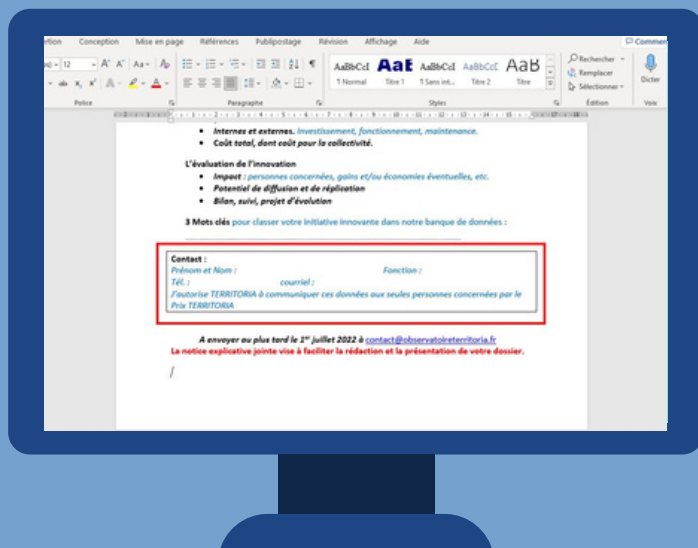 ertion Conception Mise en page Références Publipostage Révision Affichage Aide Commen
12 A^ Aa
Rechercher
AaBbCcI AaE AaBbCcI AaBbCcC AaB
Remplacer
Dicter
¶ Normal Titre 1 ¶ Sans int... Titre 2 Titre
Sélectionner
Police Paragraphe Styles Édition Voix
• Internes et externes. Investissement, fonctionnement, maintenance.
• Coût total, dont coût pour la collectivité.
L'évaluation de l'innovation
• Impact : personnes concernées, gains et/ou économies éventuelles, etc.
• Potentiel de diffusion et de réplication
• Bilan, suivi, projet d'évolution
3 Mots clés pour classer votre initiative innovante dans notre banque de données :
Contact :
Prénom et Nom : Fonction :
Tél. : courriel :
J'autorise TERRITORIA à communiquer ces données aux seules personnes concernées par le
Prix TERRITORIA
A envoyer au plus tard le 1er juillet 2022 à contact@observatoireterritoria.fr
La notice explicative jointe vise à faciliter la rédaction et la présentation de votre dossier.